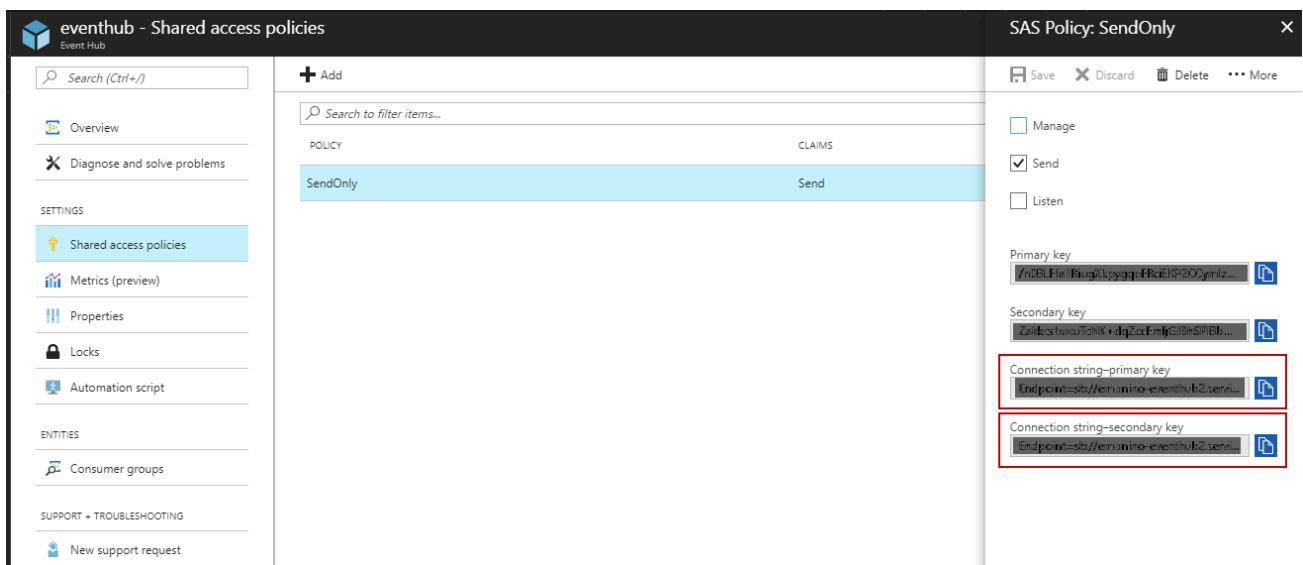 eventhub - Shared access policies
Event Hub
Search (Ctrl+/)
Overview
Diagnose and solve problems
SETTINGS
Shared access policies
Metrics (preview)
Properties
Locks
Automation script
ENTITIES
Consumer groups
SUPPORT + TROUBLESHOOTING
New support request
Add
Search to filter items...
POLICY CLAIMS
SendOnly Send
SAS Policy: SendOnly
Save Discard Delete More
Manage
Send
Listen
Primary key
Secondary key
Connection string–primary key
Connection string–secondary key